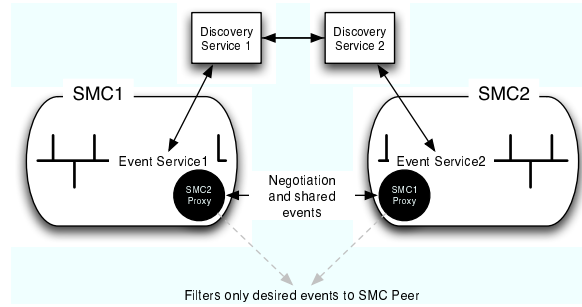 Discovery
Service 1
Discovery
Service 2
SMC1
SMC2
Event Service1
Event Service2
SMC2
Proxy
Negotiation
and shared
events
SMC1
Proxy
Filters only desired events to SMC Peer